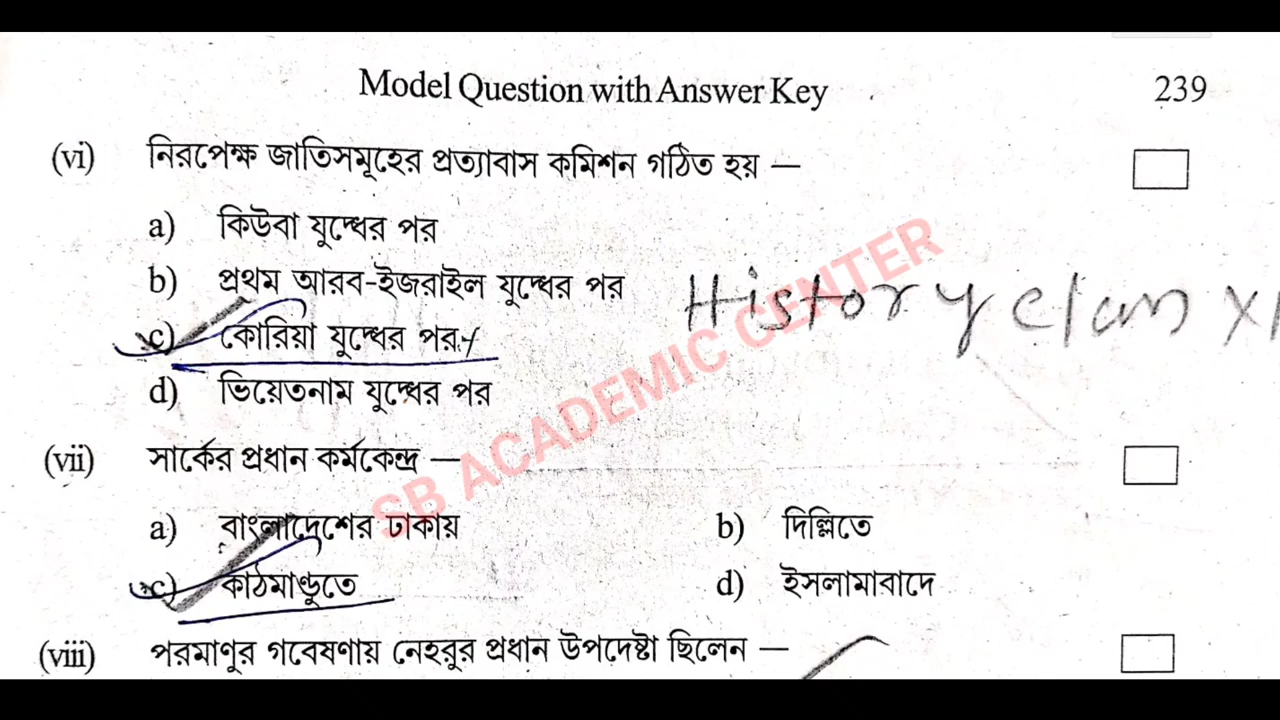 Model Question with Answer Key 239
(vi) নিরপেক্ষ জাতিসমূহের প্রত্যাবাস কমিশন গঠিত হয় —
a) কিউবা যুদ্ধের পর
b) প্রথম আরব-ইজরাইল যুদ্ধের পর
c) কোরিয়া যুদ্ধের পর
d) ভিয়েতনাম যুদ্ধের পর
History class XI
(vii) সার্কের প্রধান কর্মকেন্দ্র —
a) বাংলাদেশের ঢাকায় b) দিল্লিতে
c) কাঠমাণ্ডুতে d) ইসলামাবাদে
(viii) পরমাণুর গবেষণায় নেহরুর প্রধান উপদেষ্টা ছিলেন —
SB ACADEMIC CENTER